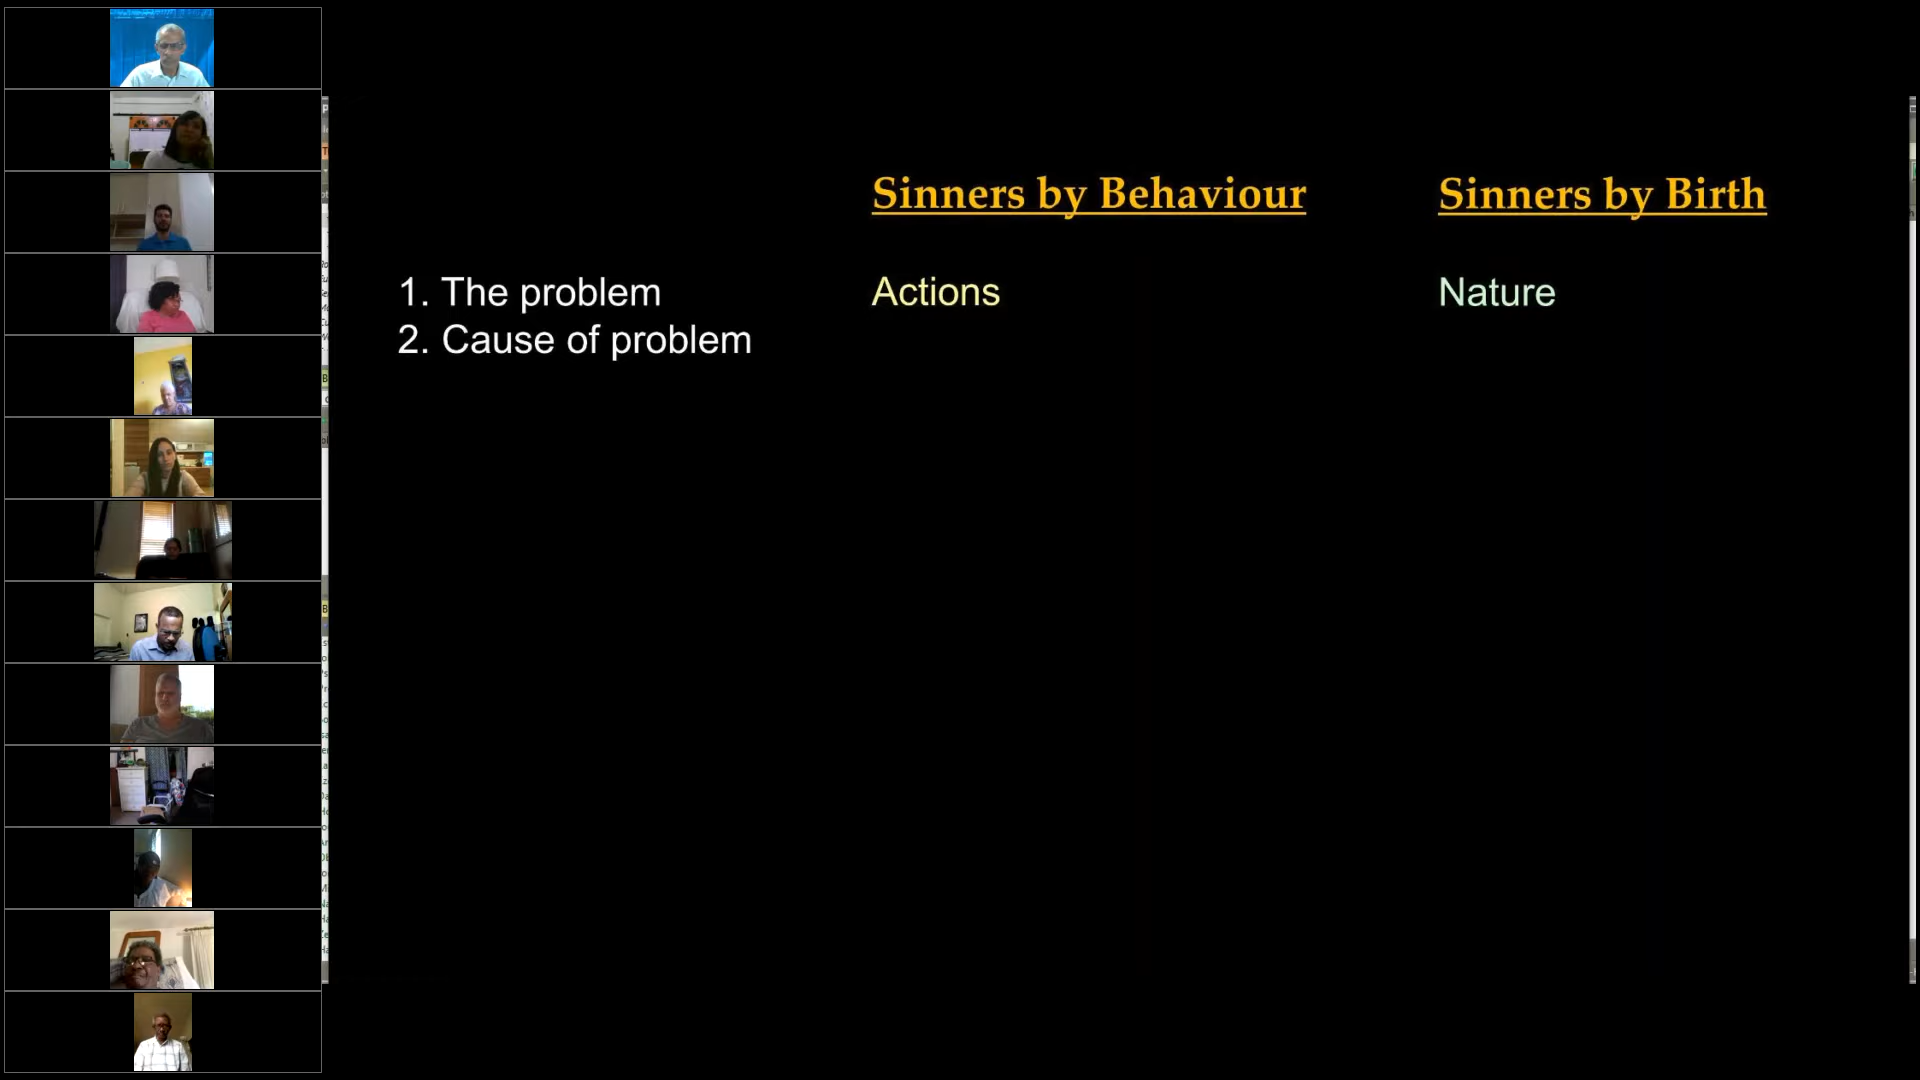 Sinners by Behaviour Sinners by Birth
1. The problem Actions Nature
2. Cause of problem